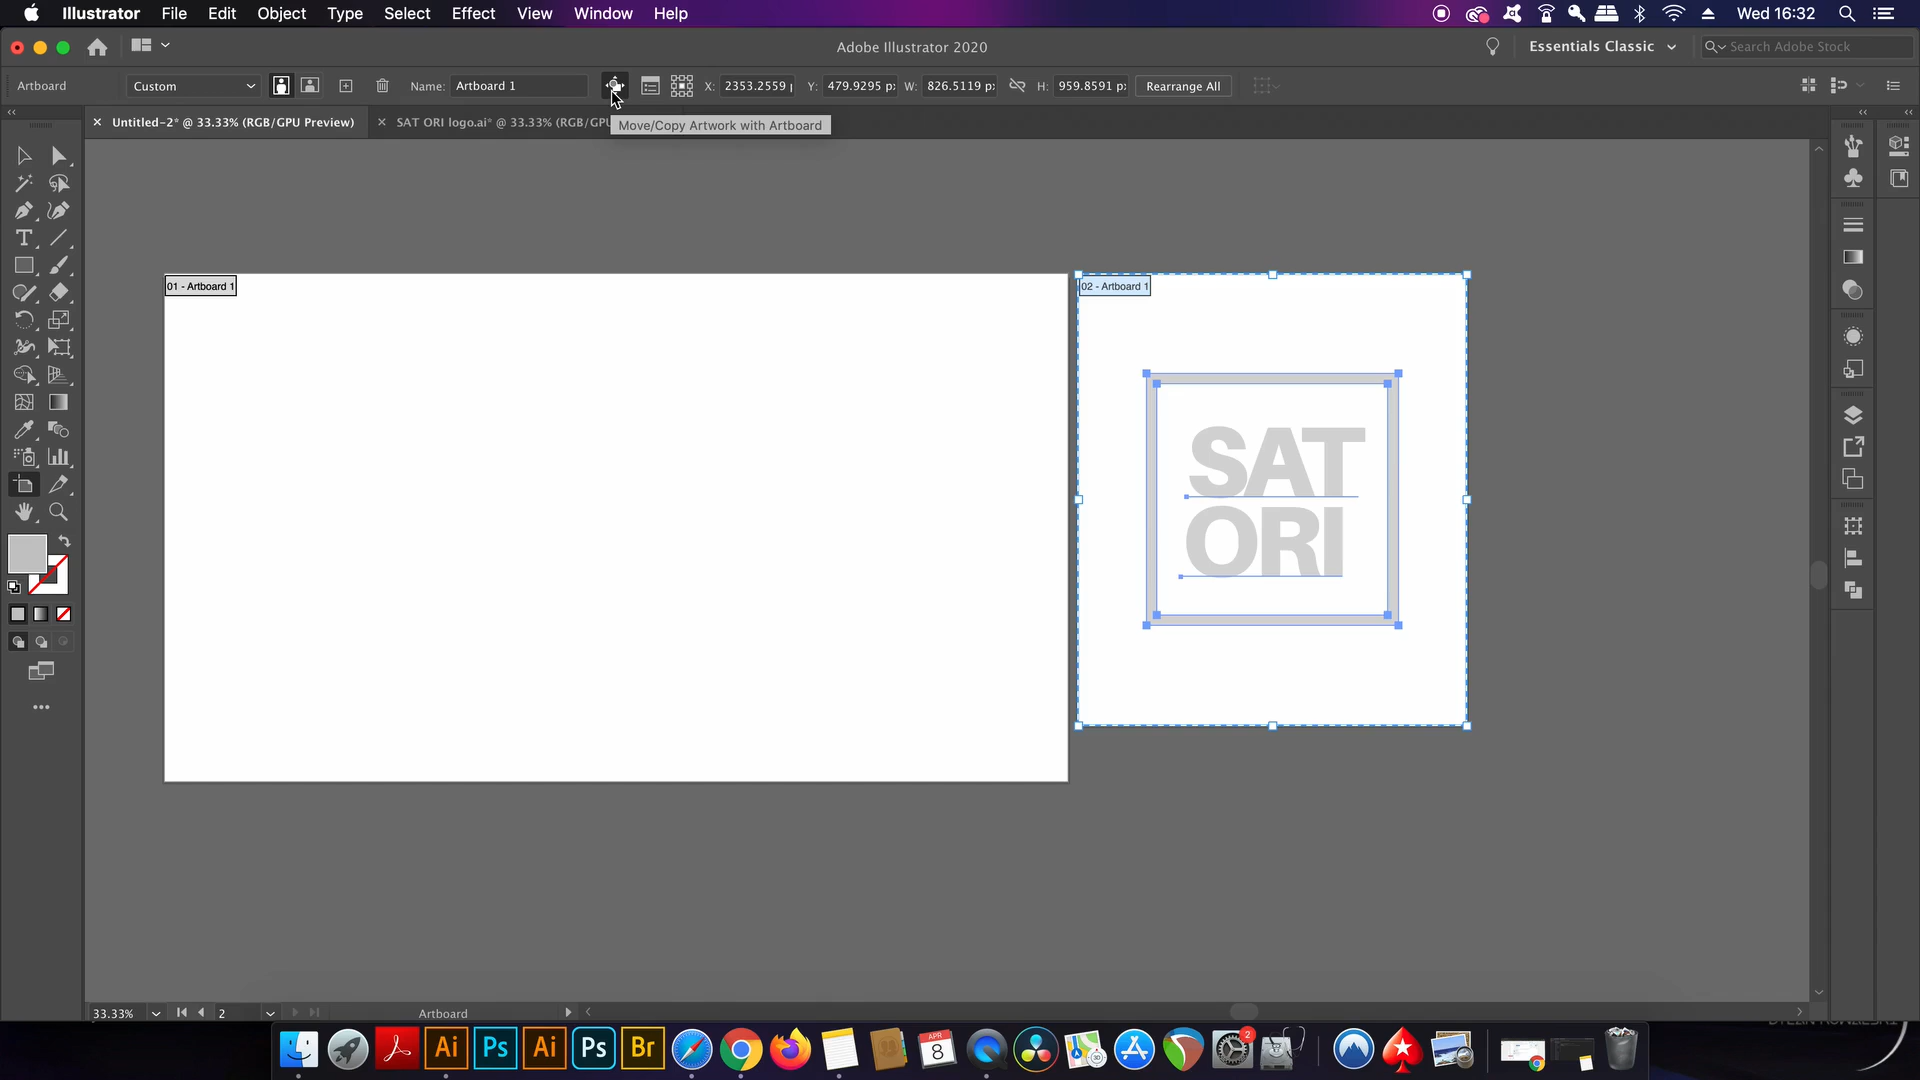 Illustrator File Edit Object Type Select Effect View Window Help
Wed 16:32
Adobe Illustrator 2020
Essentials Classic
Search Adobe Stock
Artboard
Custom
Name: Artboard 1
X: 2353.2559
Y: 479.9295 p:
W: 826.5119 p:
H: 959.8591 p:
Rearrange All
Untitled-2* @ 33.33% (RGB/GPU Preview)
SAT ORI logo.ai* @ 33.33% (RGB/GPU
Move/Copy Artwork with Artboard
01 - Artboard 1
02 - Artboard 1
SAT
ORI
33.33%
2
Artboard
Ai Ps Ai Ps Br
APR
8
2